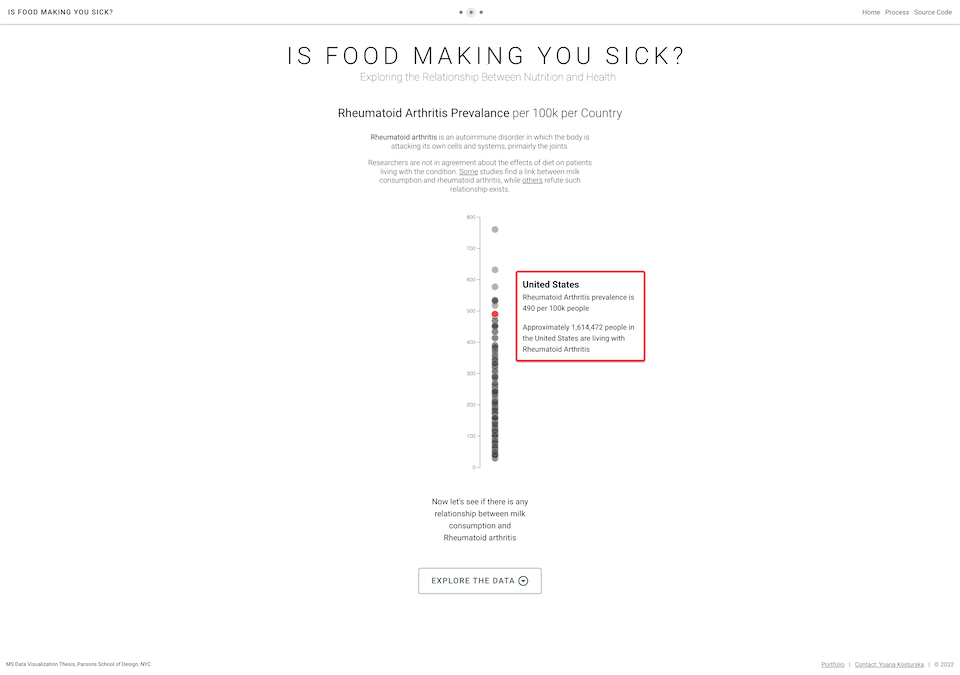 IS FOOD MAKING YOU SICK?
Home Process Source Code
IS FOOD MAKING YOU SICK?
Exploring the Relationship Between Nutrition and Health
Rheumatoid Arthritis Prevalance per 100k per Country
Rheumatoid arthritis is an autoimmune disorder in which the body is
attacking its own cells and systems, primairly the joints.
Researchers are not in agreement about the effects of diet on patients
living with the condition. Some studies find a link between milk
consumption and rheumatoid arthritis, while others refute such
relationship exists.
800
700
600
500
400
300
200
100
0
United States
Rheumatoid Arthritis prevalence is
490 per 100k people
Approximately 1,614,472 people in
the United States are living with
Rheumatoid Arthritis
Now let's see if there is any
relationship between milk
consumption and
Rheumatoid arthritis
EXPLORE THE DATA
MS Data Visualization Thesis, Parsons School of Design, NYC
Portfolio | Contact: Yoana Kosturska | © 2022